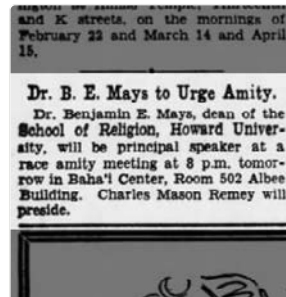 and K streets, on the mornings of
February 22 and March 14 and April
15.
Dr. B. E. Mays to Urge Amity.
Dr. Benjamin E. Mays, dean of the
School of Religion, Howard Univer-
sity, will be principal speaker at a
race amity meeting at 8 p.m. tomor-
row in Baha'i Center, Room 502 Albee
Building. Charles Mason Remey will
preside.